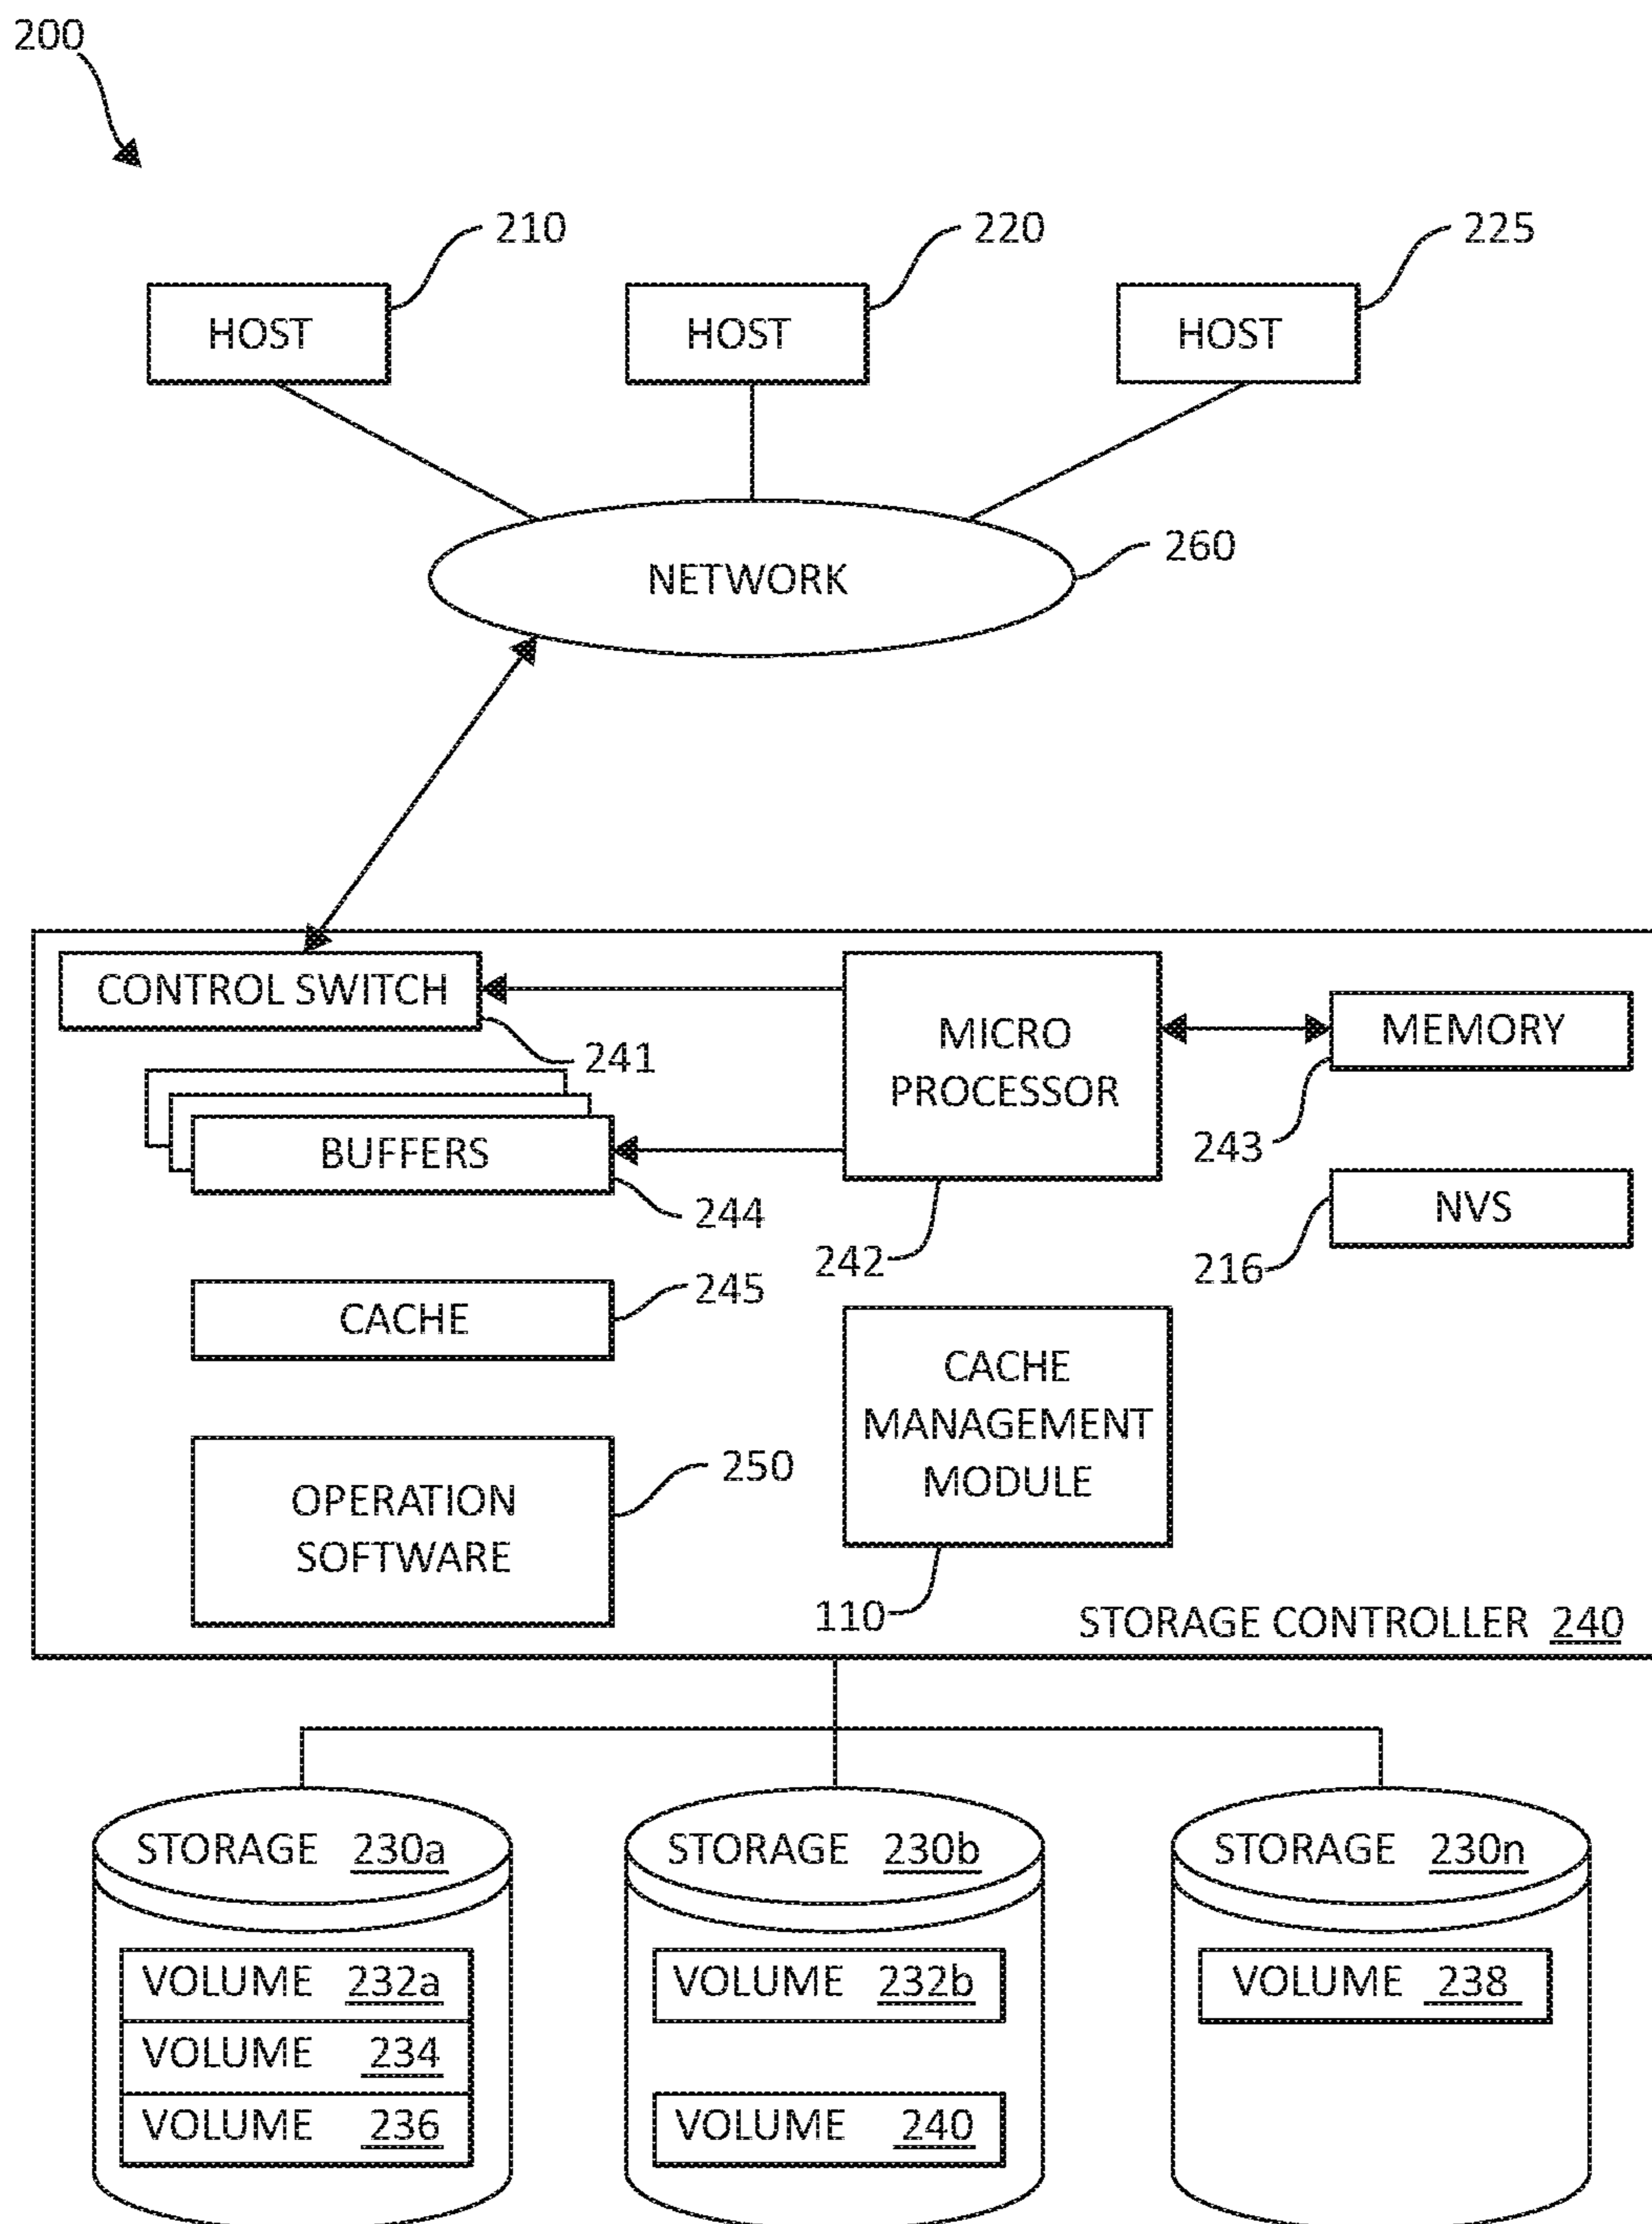 200
210
220
225
HOST
HOST
HOST
260
NETWORK
CONTROL SWITCH
241
MICRO
PROCESSOR
242
MEMORY
243
BUFFERS
244
NVS
216
CACHE
245
CACHE
MANAGEMENT
MODULE
110
OPERATION
SOFTWARE
250
STORAGE CONTROLLER 240
STORAGE 230a
VOLUME 232a
VOLUME 234
VOLUME 236
STORAGE 230b
VOLUME 232b
VOLUME 240
STORAGE 230n
VOLUME 238